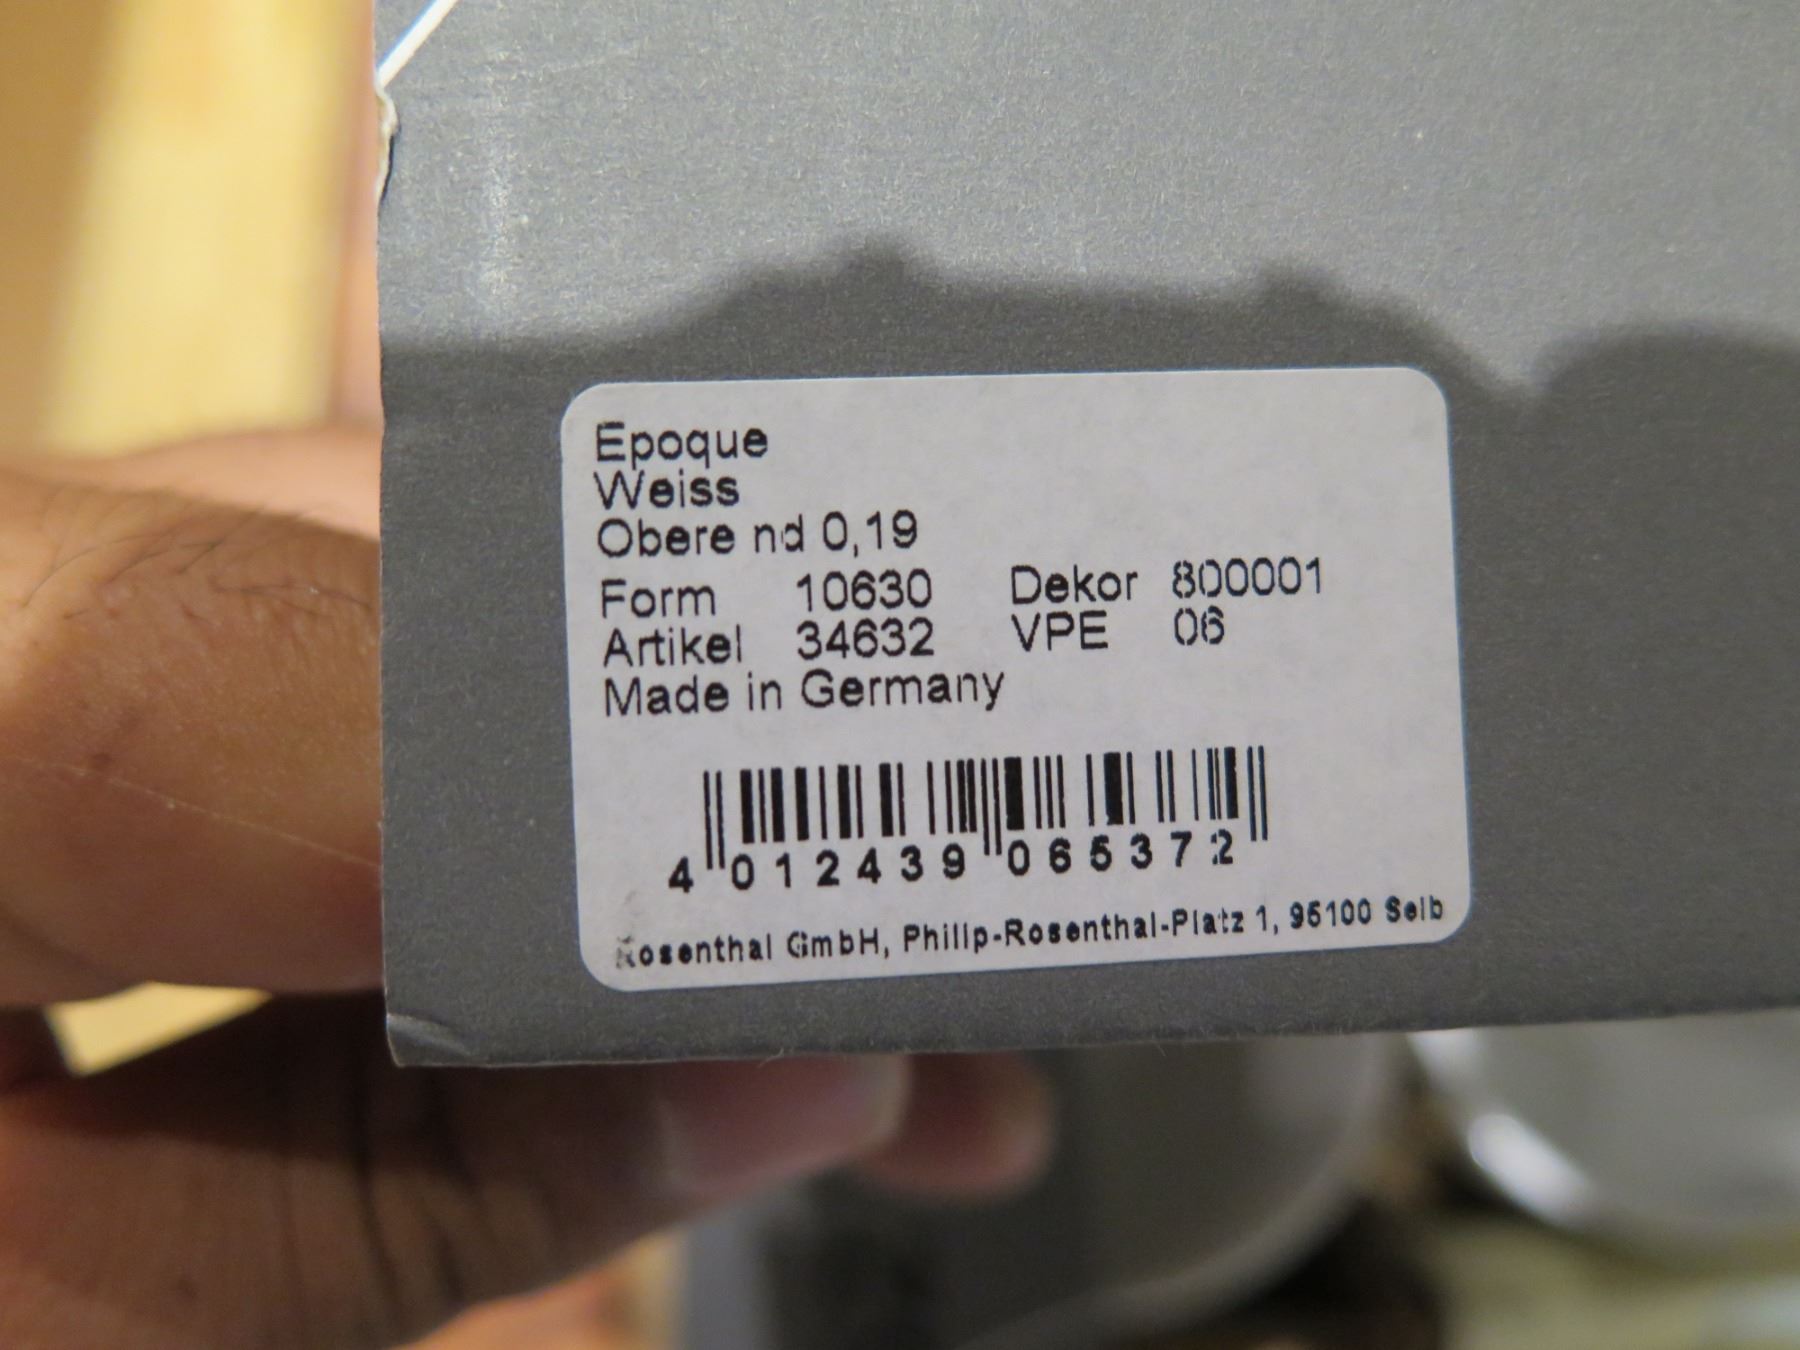 Epoque
Weiss
Obere nd 0,19
Form 10630 Dekor 800001
Artikel 34632 VPE 06
Made in Germany
4 012439 065372
Rosenthal GmbH, Philip-Rosenthal-Platz 1, 95100 Selb